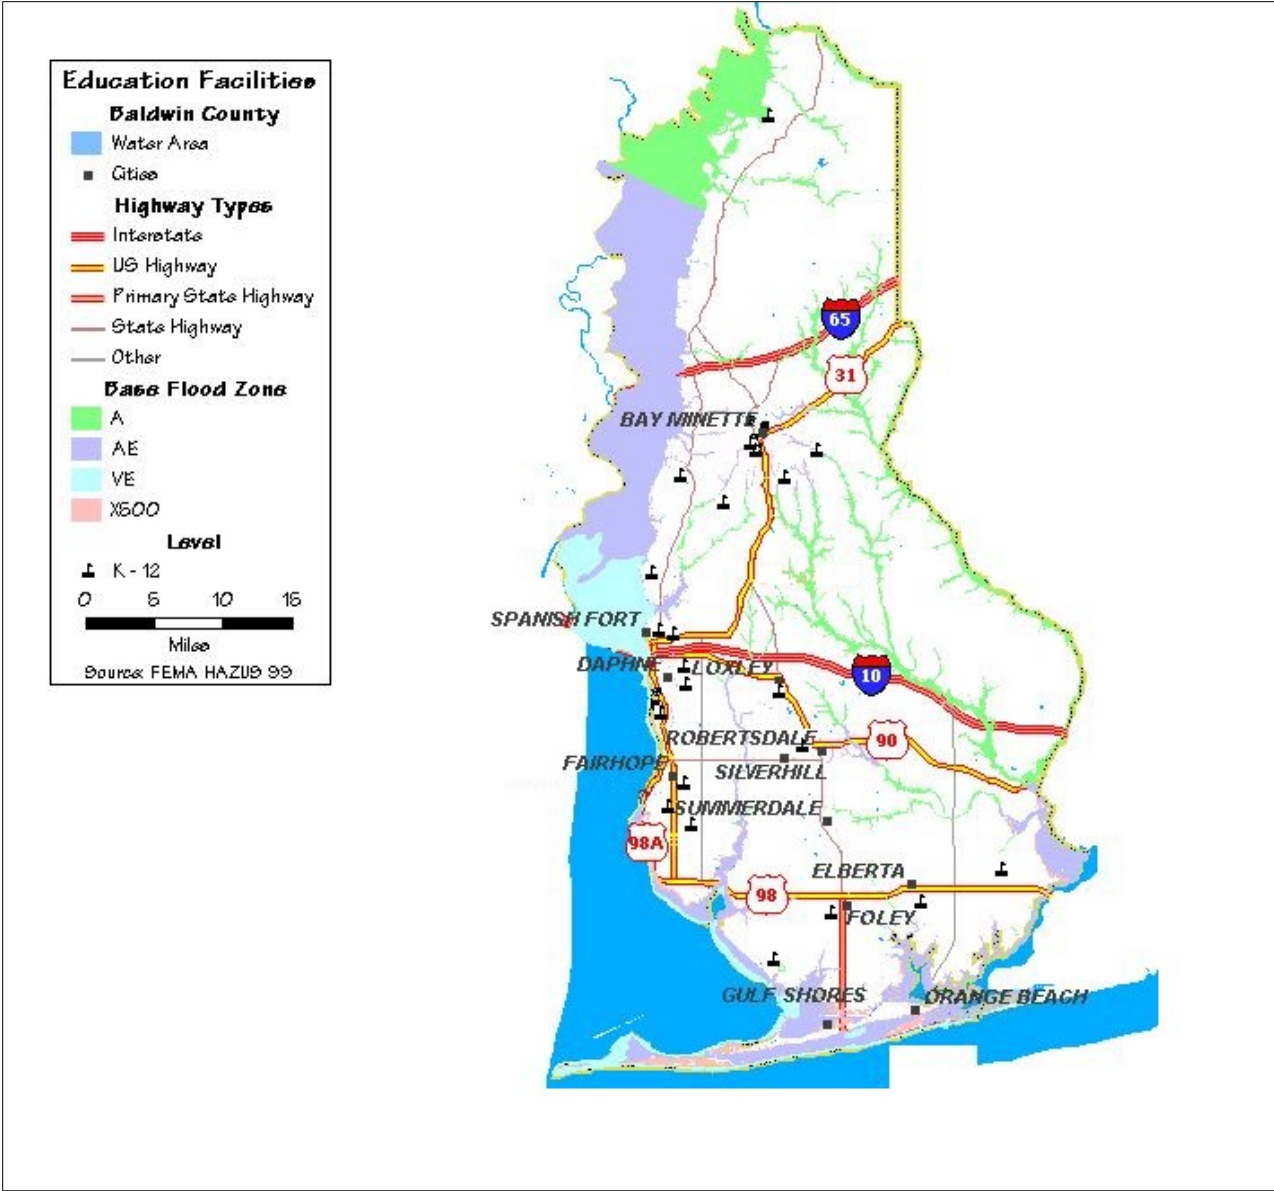 Education Facilities
Baldwin County
Water Area
Cities
Highway Types
Interstate
US Highway
Primary State Highway
State Highway
Other
Base Flood Zone
A
AE
VE
X500
Level
K - 12
0 5 10 15
Miles
Source: FEMA HAZUS 99
65
31
BAY MINETTE
SPANISH FORT
DAPHNE
LOXLEY
10
ROBERTSDALE
90
FAIRHOPE
SILVERHILL
SUMMERDALE
98A
ELBERTA
98
FOLEY
GULF SHORES
ORANGE BEACH